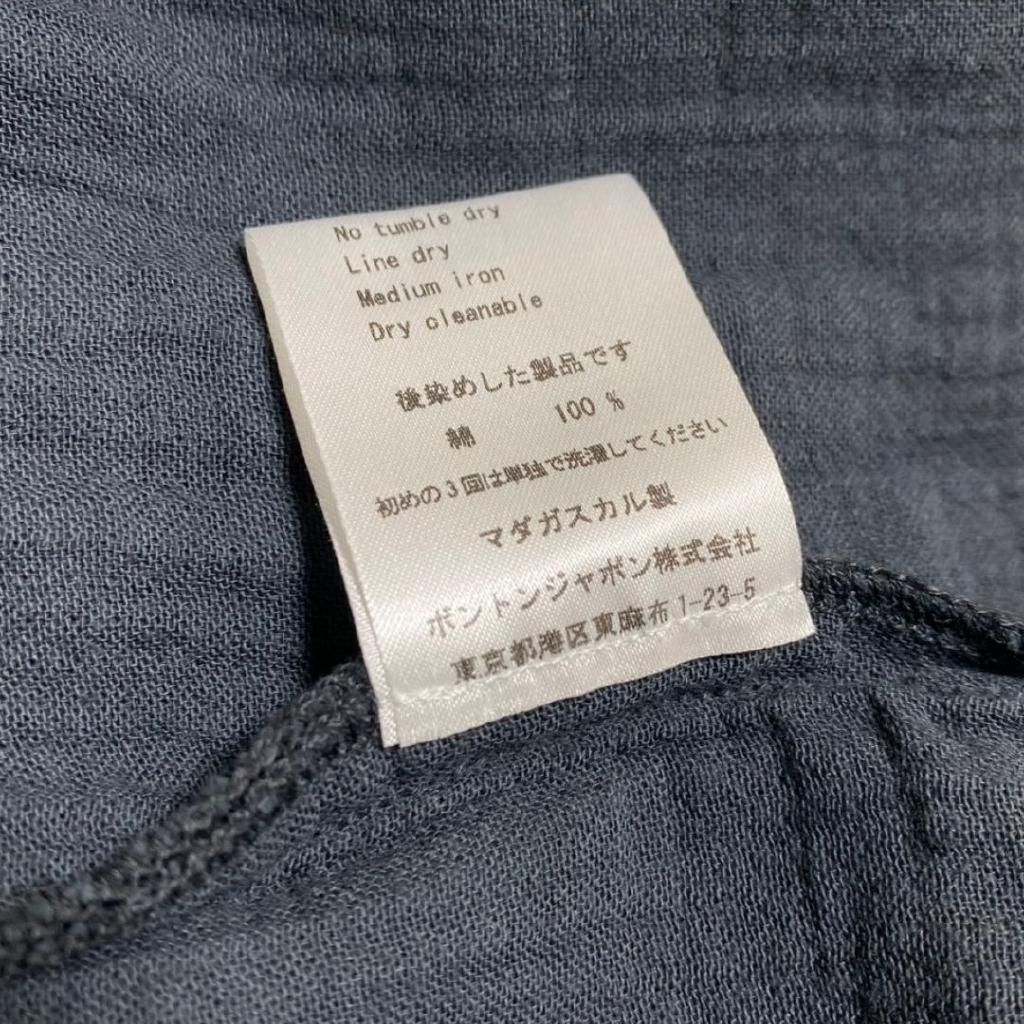 No tumble dry
Line dry
Medium iron
Dry cleanable
後染めした製品です
綿 100 %
初めの3回は単独で洗濯してください
マダガスカル製
ボントンジャポン株式会社
東京都港区東麻布1-23-5